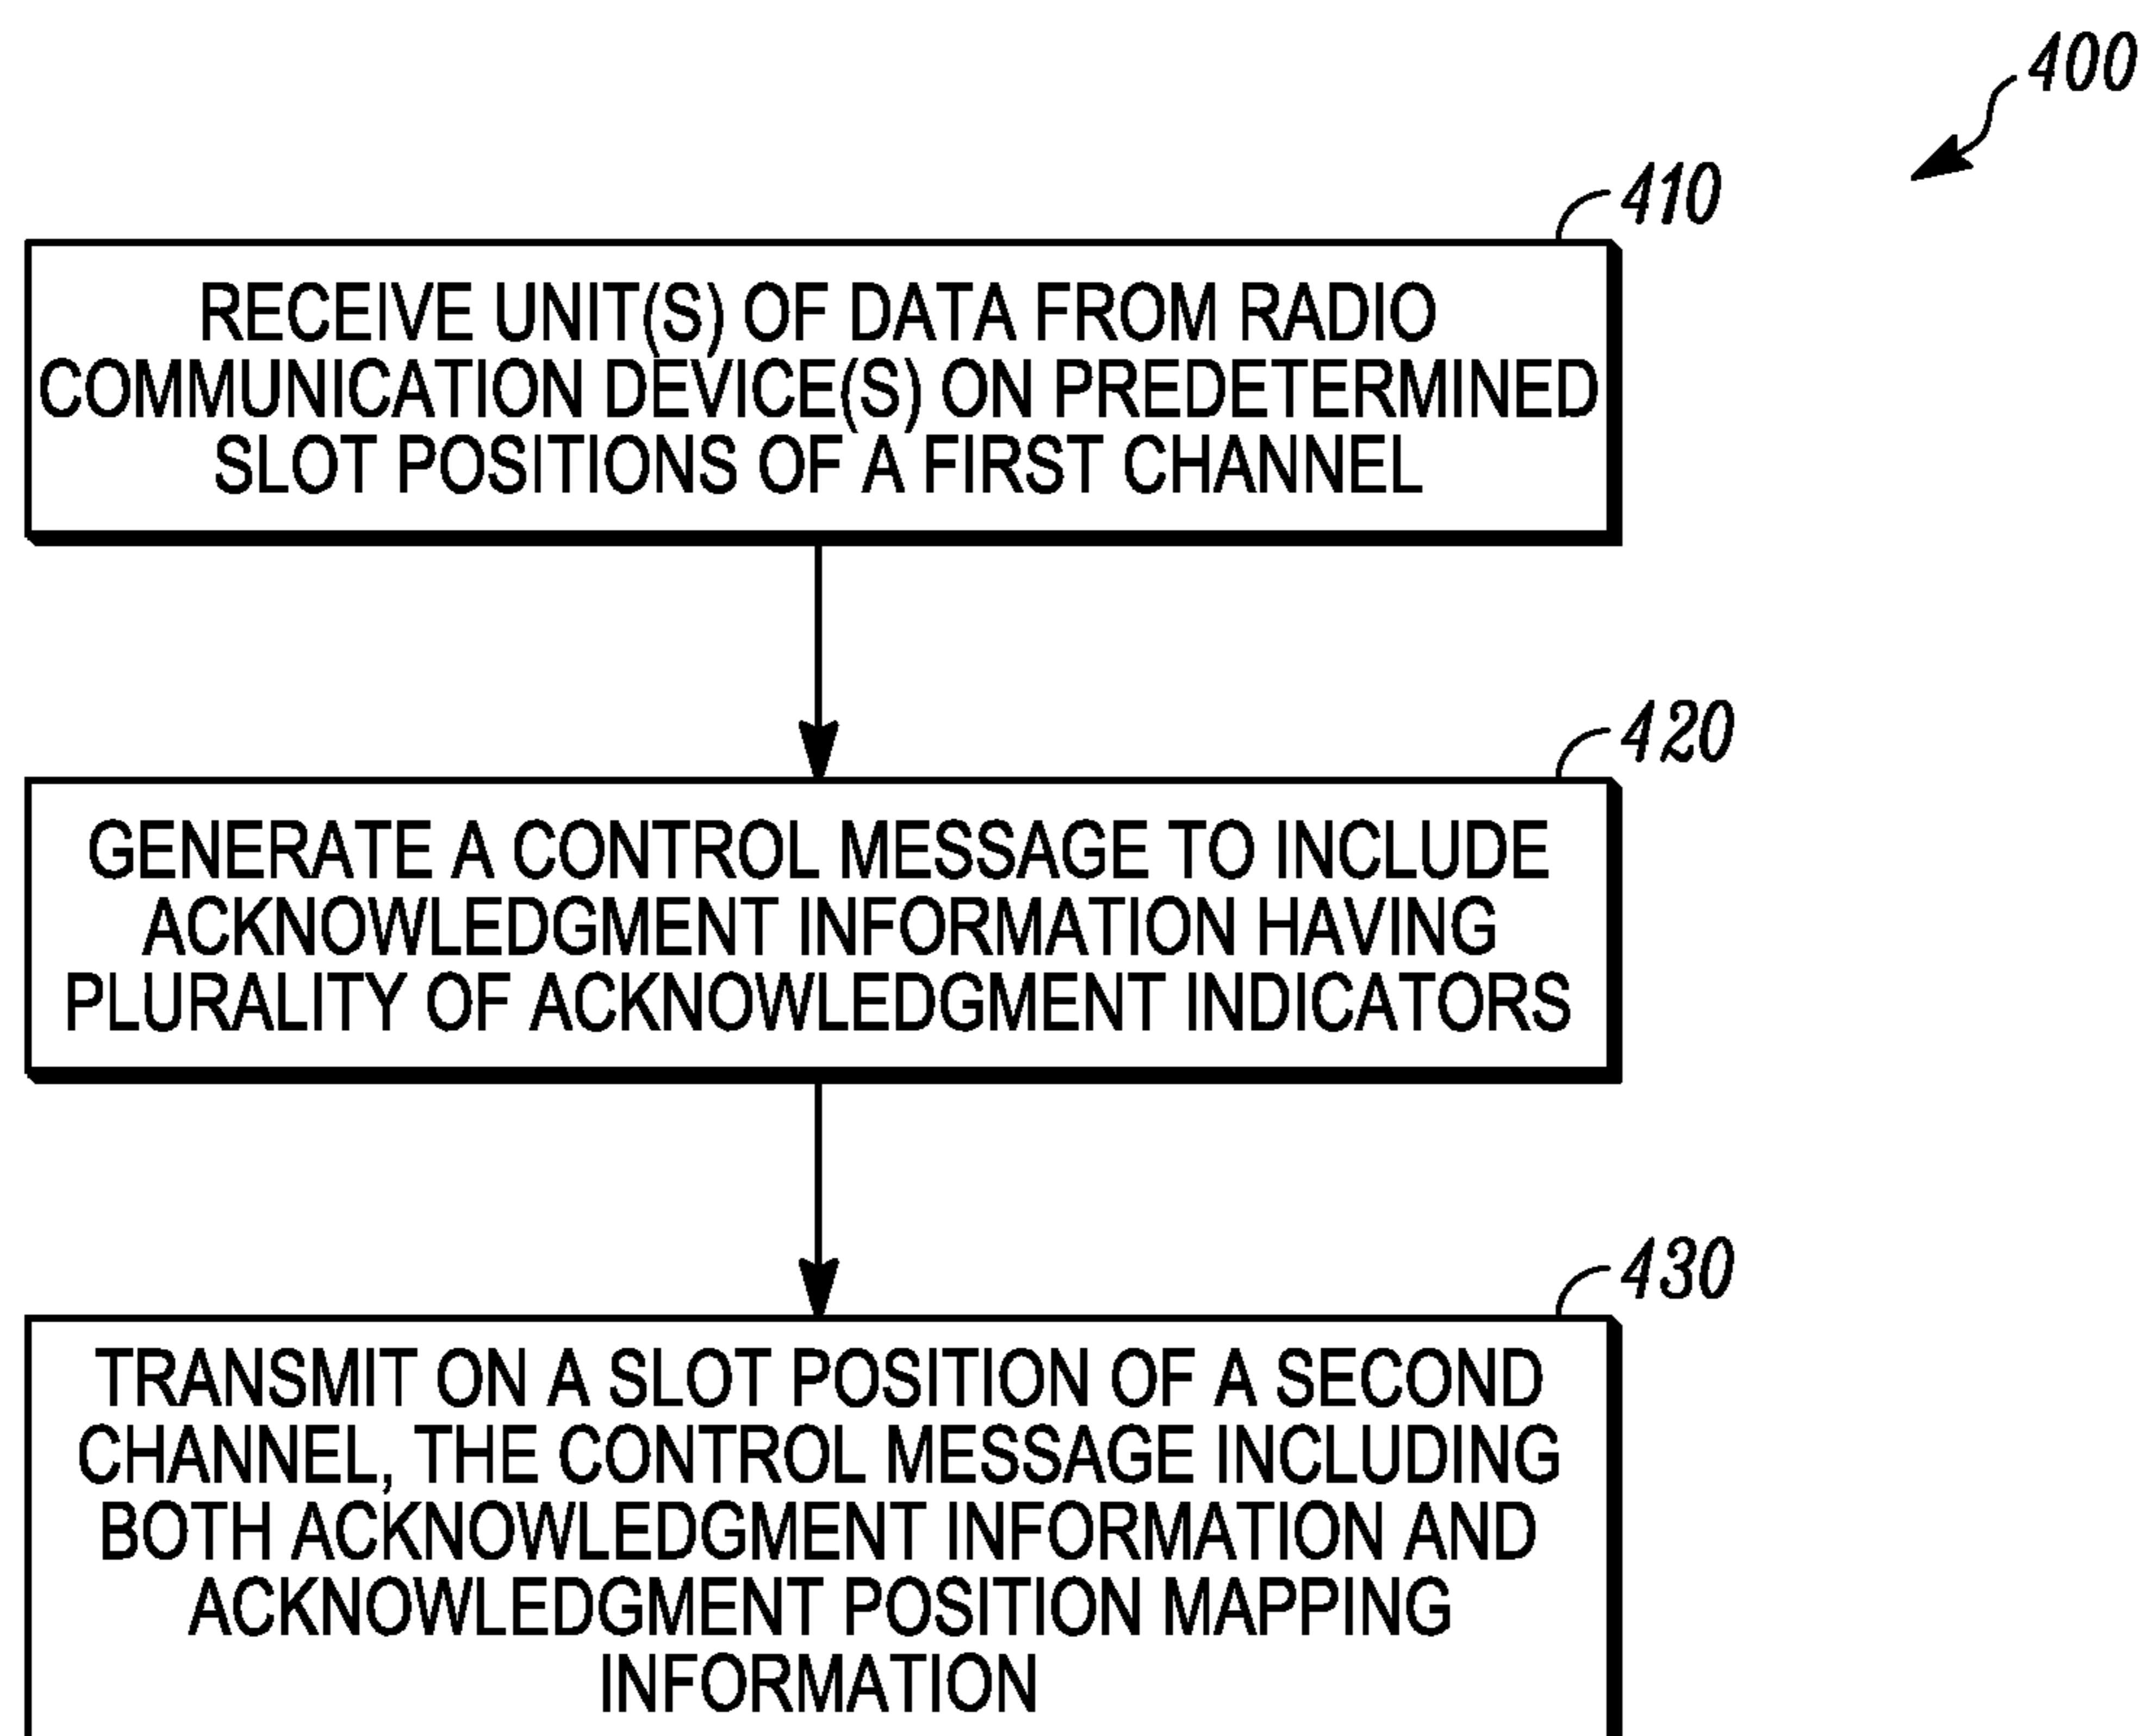 400
410
RECEIVE UNIT(S) OF DATA FROM RADIO
COMMUNICATION DEVICE(S) ON PREDETERMINED
SLOT POSITIONS OF A FIRST CHANNEL
420
GENERATE A CONTROL MESSAGE TO INCLUDE
ACKNOWLEDGMENT INFORMATION HAVING
PLURALITY OF ACKNOWLEDGMENT INDICATORS
430
TRANSMIT ON A SLOT POSITION OF A SECOND
CHANNEL, THE CONTROL MESSAGE INCLUDING
BOTH ACKNOWLEDGMENT INFORMATION AND
ACKNOWLEDGMENT POSITION MAPPING
INFORMATION